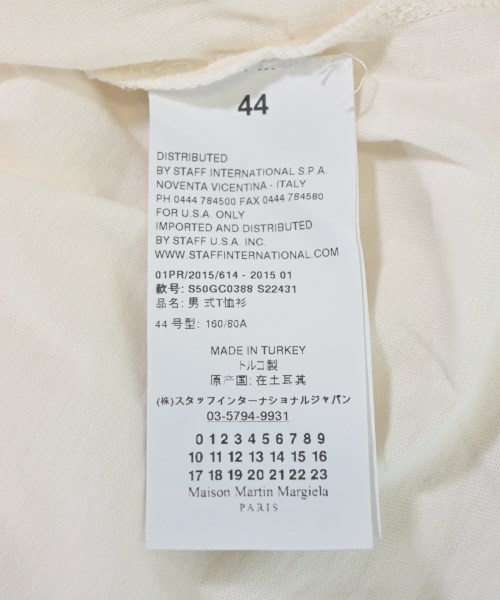 44
DISTRIBUTED
BY STAFF INTERNATIONAL S.P.A.
NOVENTA VICENTINA - ITALY
PH 0444 784500 FAX 0444 784580
FOR U.S.A. ONLY
IMPORTED AND DISTRIBUTED
BY STAFF U.S.A. INC.
WWW.STAFFINTERNATIONAL.COM
01PR/2015/614 - 2015 01
款号: S50GC0388 S22431
品名: 男 式T恤衫
44 号型: 160/80A
MADE IN TURKEY
トルコ製
原产国: 在土耳其
(株)スタッフインターナショナルジャパン
03-5794-9931
0 1 2 3 4 5 6 7 8 9
10 11 12 13 14 15 16
17 18 19 20 21 22 23
Maison Martin Margiela
PARIS